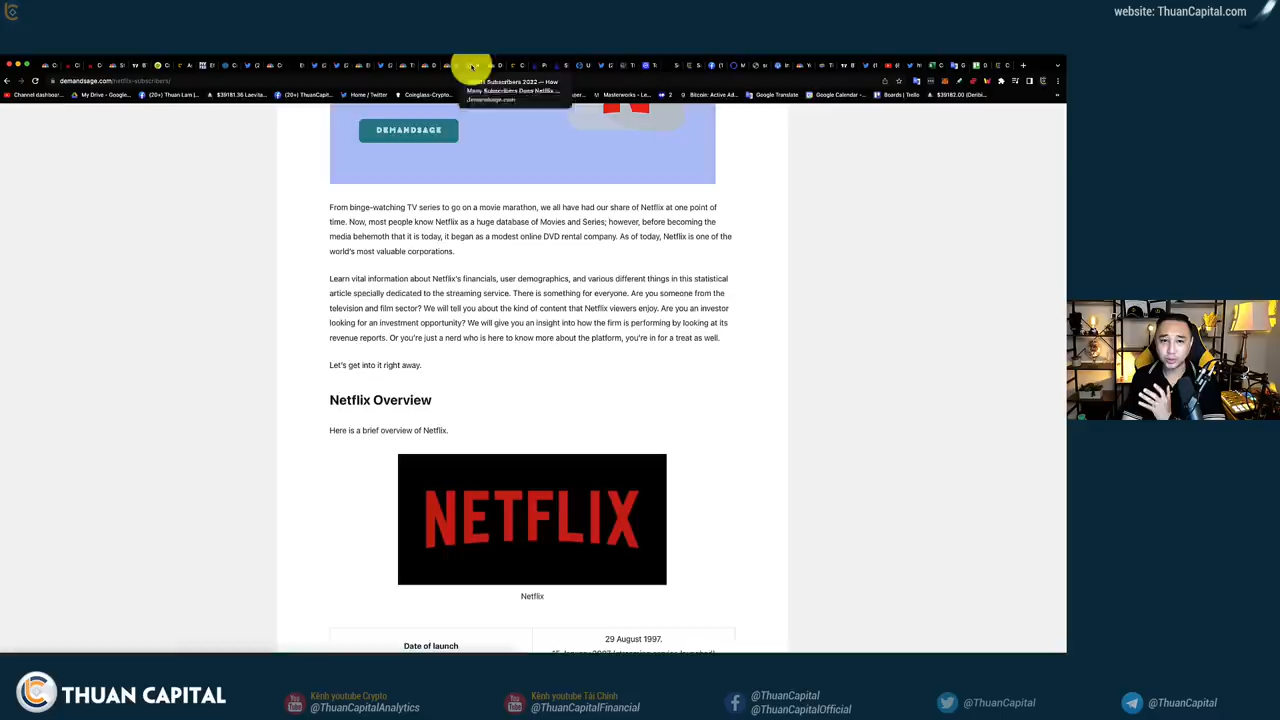 website: ThuanCapital.com
demandsage.com/netflix-subscribers/
Subscribers 2022 — How
Many Subscribers Does Netflix ...
demandsage.com
Channel dashboar...
My Drive – Google...
(20+) Thuan Lam |...
$39181.36 Laevita...
(20+) ThuanCapit...
Home / Twitter
Coinglass-Crypto...
Masterworks - Le...
2
Bitcoin: Active Ad...
Google Translate
Google Calendar -...
Boards | Trello
$39182.00 (Deribi...
DEMANDSAGE
From binge-watching TV series to go on a movie marathon, we all have had our share of Netflix at one point of
time. Now, most people know Netflix as a huge database of Movies and Series; however, before becoming the
media behemoth that it is today, it began as a modest online DVD rental company. As of today, Netflix is one of the
world's most valuable corporations.
Learn vital information about Netflix's financials, user demographics, and various different things in this statistical
article specially dedicated to the streaming service. There is something for everyone. Are you someone from the
television and film sector? We will tell you about the kind of content that Netflix viewers enjoy. Are you an investor
looking for an investment opportunity? We will give you an insight into how the firm is performing by looking at its
revenue reports. Or you're just a nerd who is here to know more about the platform, you're in for a treat as well.
Let's get into it right away.
Netflix Overview
Here is a brief overview of Netflix.
NETFLIX
Netflix
Date of launch
29 August 1997.
THUAN CAPITAL
Kênh youtube Crypto
@ThuanCapitalAnalytics
Kênh youtube Tài Chính
@ThuanCapitalFinancial
@ThuanCapital
@ThuanCapitalOfficial
@ThuanCapital
@ThuanCapital